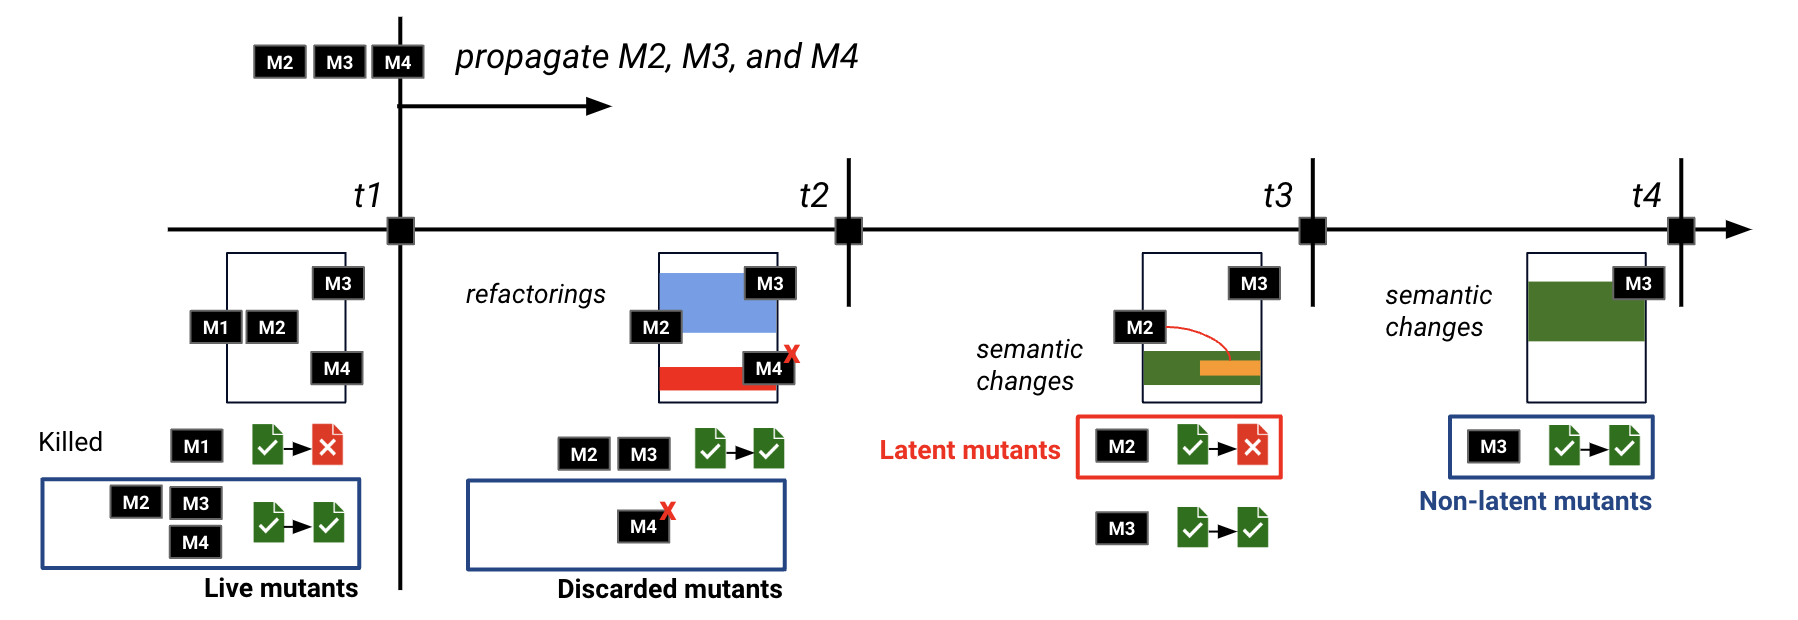 M2 M3 M4 propagate M2, M3, and M4
t1 t2 t3 t4
M3
M1 M2
M4
refactorings
M3
M2
M4 X
semantic
changes
M3
M2
semantic
changes
M3
Killed M1
M2 M3
M4
Live mutants
M2 M3
M4 X
Discarded mutants
Latent mutants M2
M3
M3
Non-latent mutants